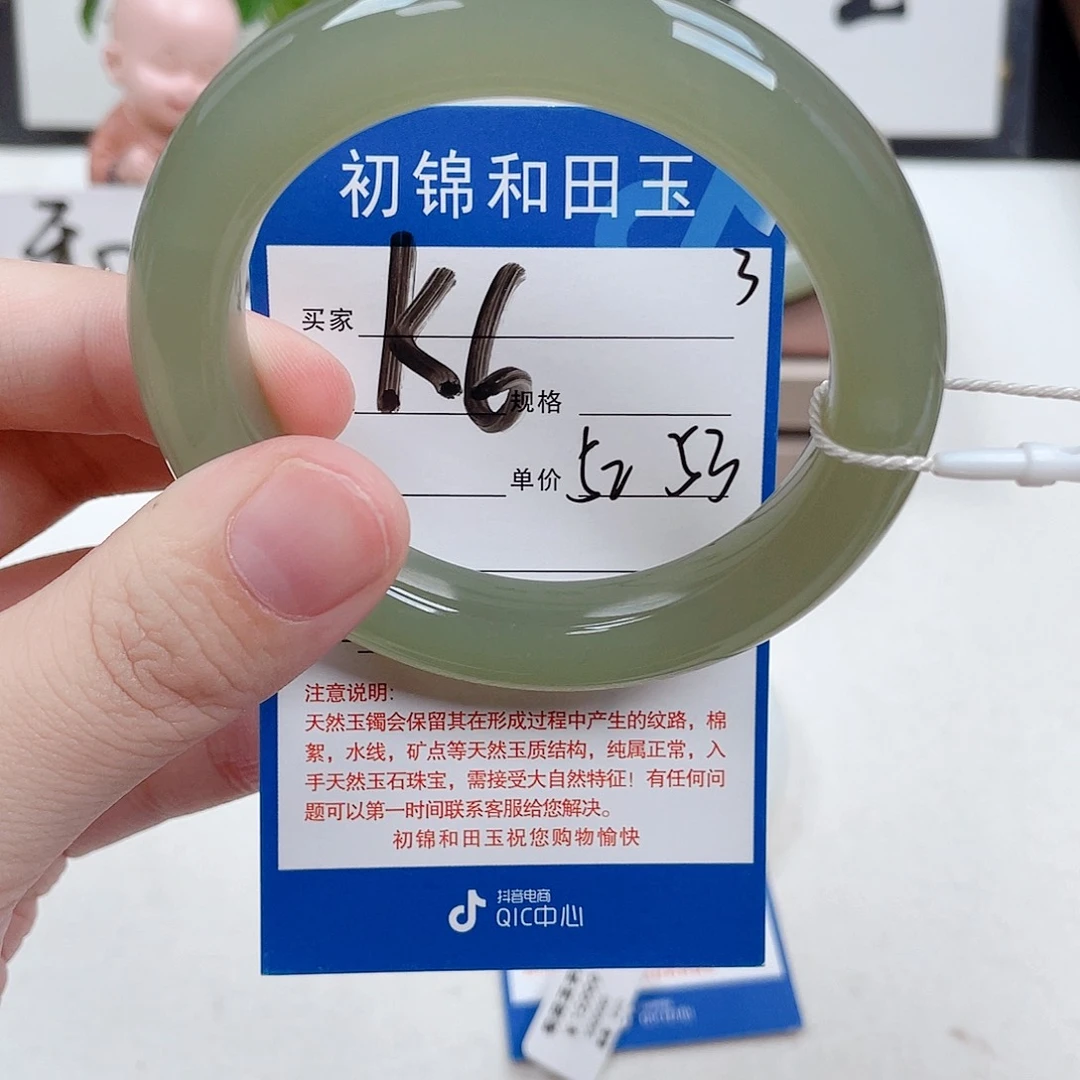 初锦和田玉
3
买家 K6
规格
单价 52 53
注意说明:
天然玉镯会保留其在形成过程中产生的纹路，棉
絮，水线，矿点等天然玉质结构，纯属正常，入
手天然玉石珠宝，需接受大自然特征！有任何问
题可以第一时间联系客服给您解决。
初锦和田玉祝您购物愉快
抖音电商
QIC中心